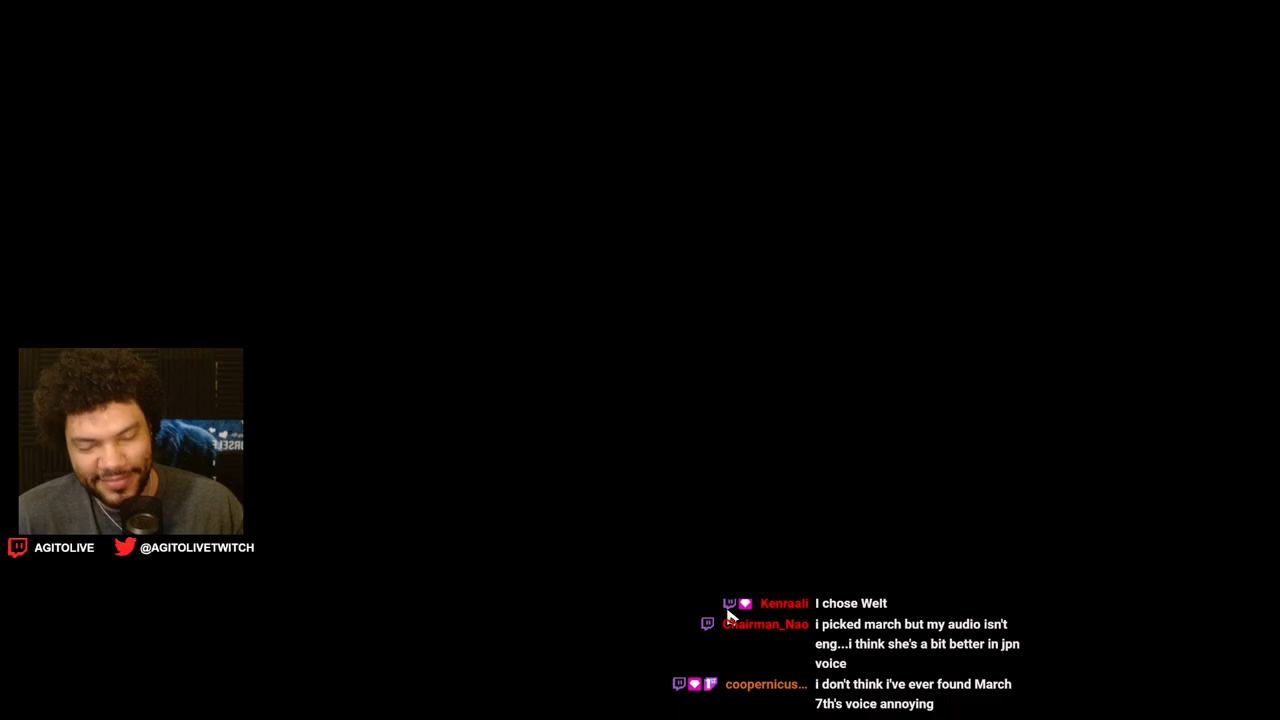 URSELF
AGITOLIVE @AGITOLIVETWITCH
Kenraali I chose Welt
Chairman_Nao i picked march but my audio isn't
eng...i think she's a bit better in jpn
voice
coopernicus... i don't think i've ever found March
7th's voice annoying